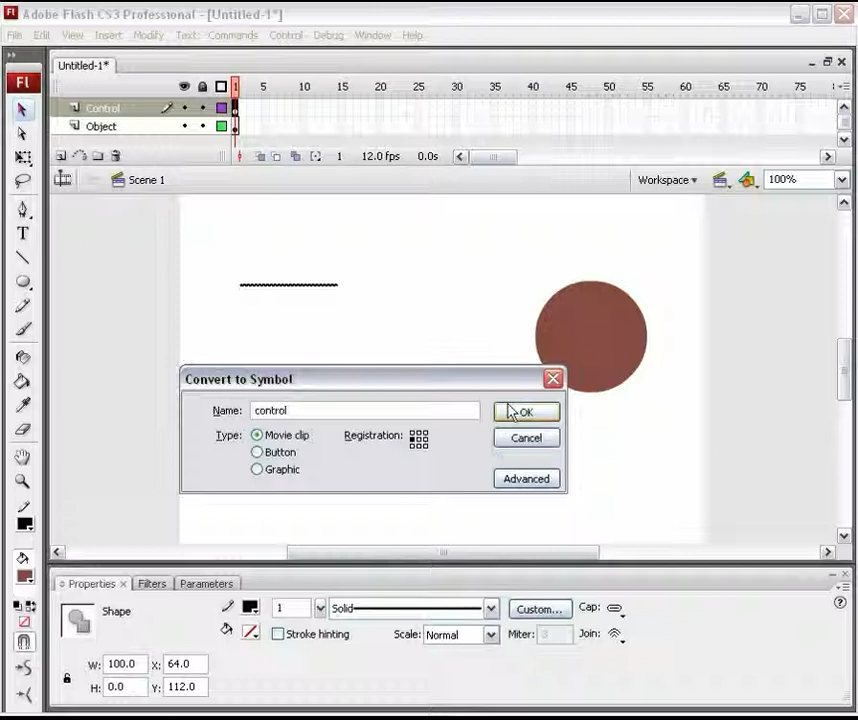 Fl Adobe Flash CS3 Professional - [Untitled-1*]
File Edit View Insert Modify Text Commands Control Debug Window Help
Fl
Untitled-1*
1 5 10 15 20 25 30 35 40 45 50 55 60 65 70 75
Control
Object
1 12.0 fps 0.0s
Scene 1 Workspace 100%
T
Convert to Symbol
Name: control OK
Type: Movie clip Registration: Cancel
Button
Graphic
Advanced
Properties × Filters Parameters
Shape 1 Solid Custom... Cap:
Stroke hinting Scale: Normal Miter: 3 Join:
W: 100.0 X: 64.0
H: 0.0 Y: 112.0